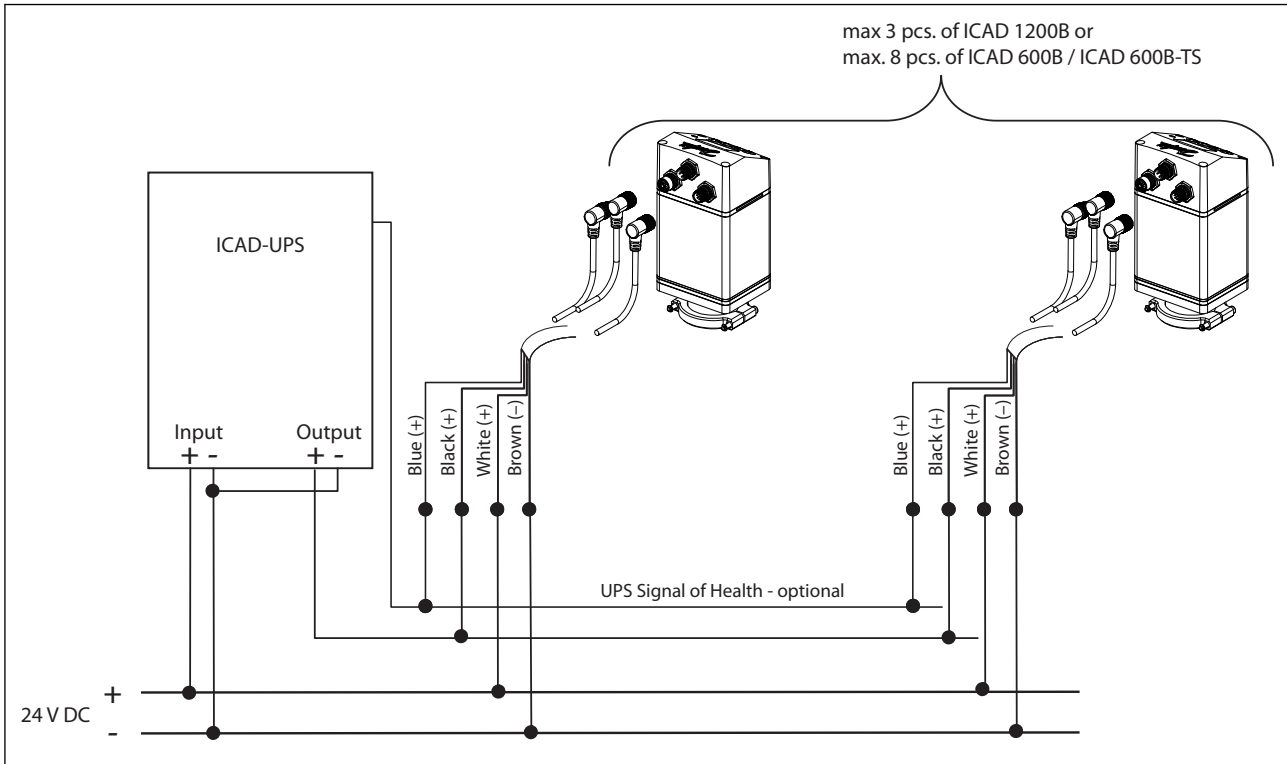 max 3 pcs. of ICAD 1200B or
max. 8 pcs. of ICAD 600B / ICAD 600B-TS
ICAD-UPS
Input Output
+ - + -
Blue (+)
Black (+)
White (+)
Brown (–)
Blue (+)
Black (+)
White (+)
Brown (–)
UPS Signal of Health - optional
+
24 V DC
-